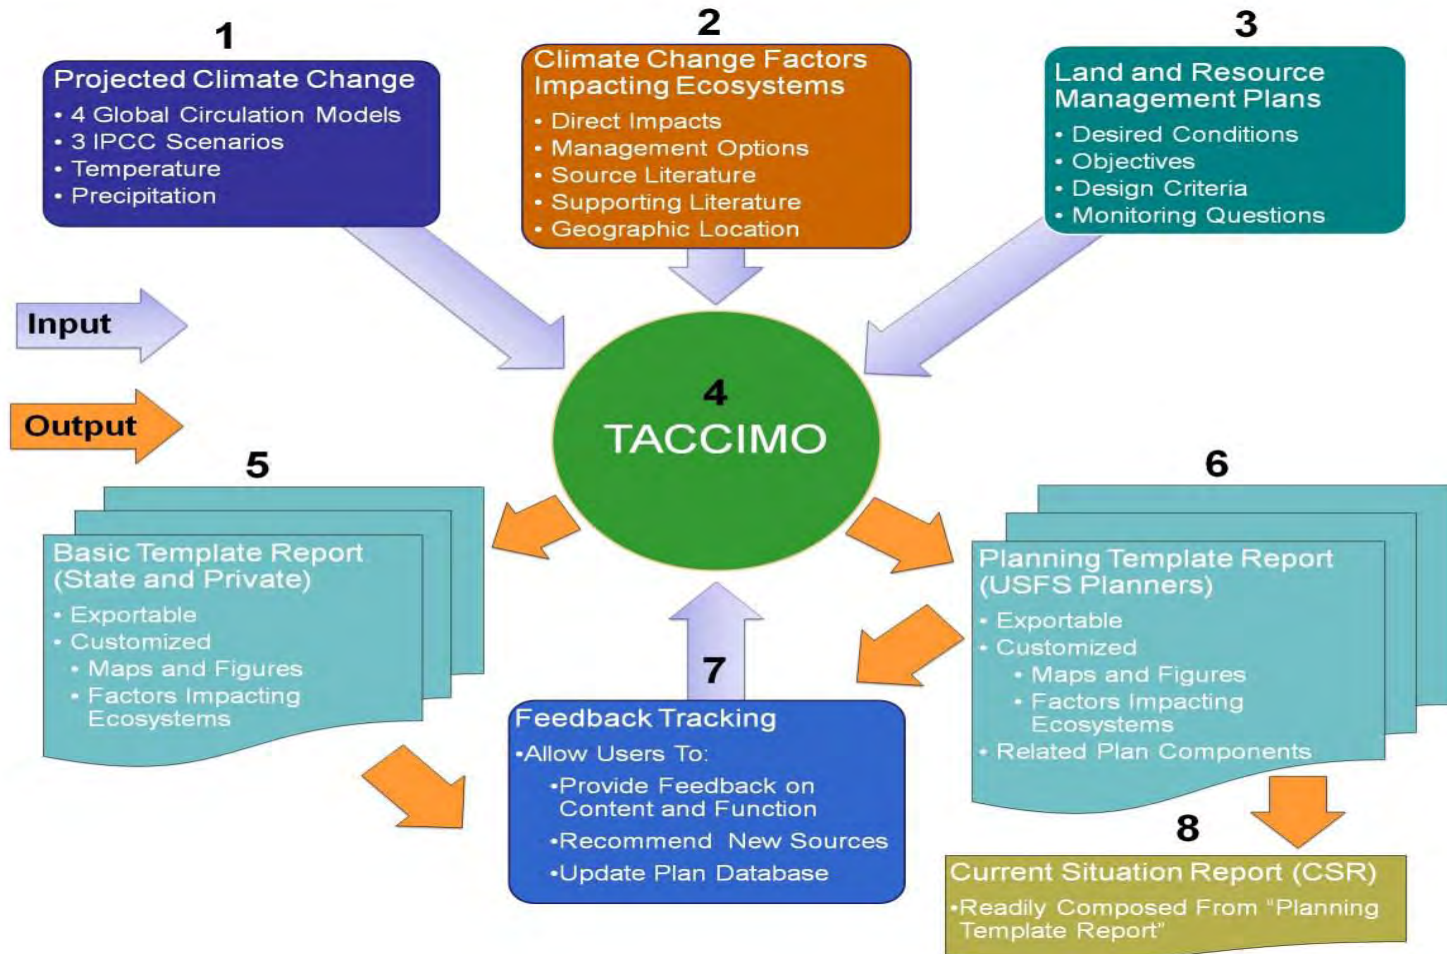 1
Projected Climate Change
• 4 Global Circulation Models
• 3 IPCC Scenarios
• Temperature
• Precipitation
2
Climate Change Factors
Impacting Ecosystems
• Direct Impacts
• Management Options
• Source Literature
• Supporting Literature
• Geographic Location
3
Land and Resource
Management Plans
• Desired Conditions
• Objectives
• Design Criteria
• Monitoring Questions
Input
Output
4
TACCIMO
5
Basic Template Report
(State and Private)
• Exportable
• Customized
• Maps and Figures
• Factors Impacting
Ecosystems
6
Planning Template Report
(USFS Planners)
• Exportable
• Customized
• Maps and Figures
• Factors Impacting
Ecosystems
• Related Plan Components
7
Feedback Tracking
•Allow Users To:
•Provide Feedback on
Content and Function
•Recommend New Sources
•Update Plan Database
8
Current Situation Report (CSR)
•Readily Composed From “Planning
Template Report”